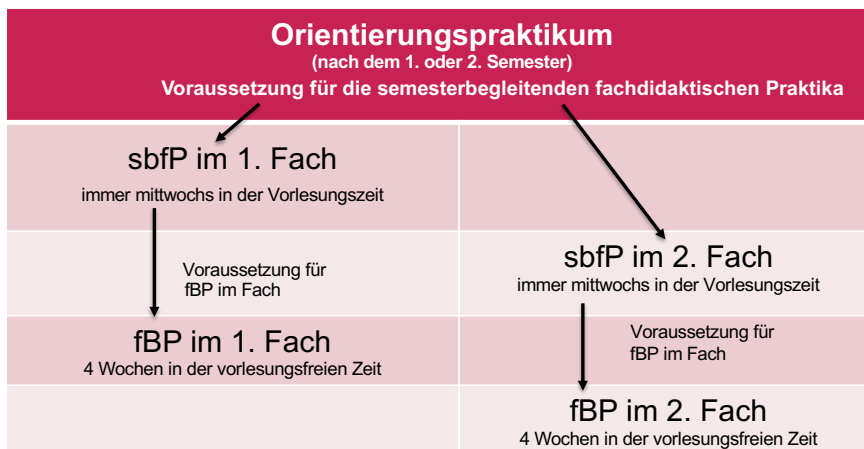 Orientierungspraktikum
(nach dem 1. oder 2. Semester)
Voraussetzung für die semesterbegleitenden fachdidaktischen Praktika
sbfP im 1. Fach
immer mittwochs in der Vorlesungszeit
Voraussetzung für
fBP im Fach
sbfP im 2. Fach
immer mittwochs in der Vorlesungszeit
fBP im 1. Fach
4 Wochen in der vorlesungsfreien Zeit
Voraussetzung für
fBP im Fach
fBP im 2. Fach
4 Wochen in der vorlesungsfreien Zeit